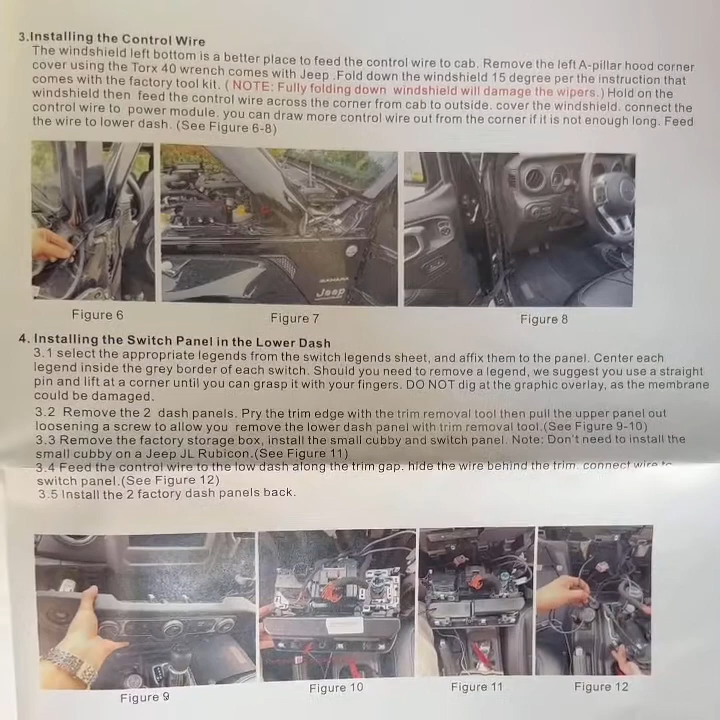 3.Installing the Control Wire
The windshield left bottom is a better place to feed the control wire to cab. Remove the left A-pillar hood corner
cover using the Torx 40 wrench comes with Jeep .Fold down the windshield 15 degree per the instruction that
comes with the factory tool kit. ( NOTE: Fully folding down windshield will damage the wipers.) Hold on the
windshield then feed the control wire across the corner from cab to outside. cover the windshield. connect the
control wire to power module. you can draw more control wire out from the corner if it is not enough long. Feed
the wire to lower dash. (See Figure 6-8)
SAHARA
Jeep
Figure 6
Figure 7
Figure 8
4. Installing the Switch Panel in the Lower Dash
3.1 select the appropriate legends from the switch legends sheet, and affix them to the panel. Center each
legend inside the grey border of each switch. Should you need to remove a legend, we suggest you use a straight
pin and lift at a corner until you can grasp it with your fingers. DO NOT dig at the graphic overlay, as the membrane
could be damaged.
3.2 Remove the 2 dash panels. Pry the trim edge with the trim removal tool then pull the upper panel out
loosening a screw to allow you remove the lower dash panel with trim removal tool.(See Figure 9-10)
3.3 Remove the factory storage box, install the small cubby and switch panel. Note: Don't need to install the
small cubby on a Jeep JL Rubicon.(See Figure 11)
3.4 Feed the control wire to the low dash along the trim gap. hide the wire behind the trim. connect wire to
switch panel.(See Figure 12)
3.5 Install the 2 factory dash panels back.
Figure 9
Figure 10
Figure 11
Figure 12